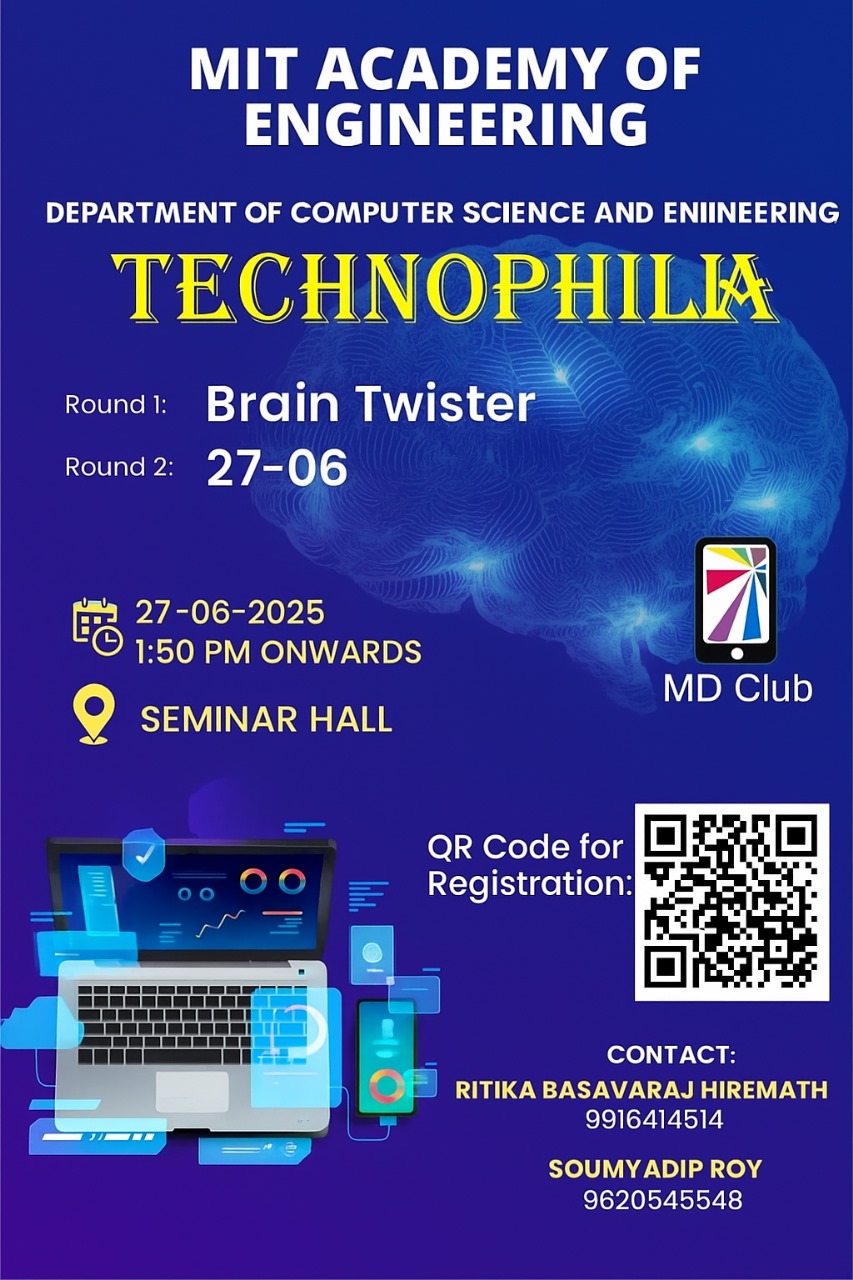 MIT ACADEMY OF
ENGINEERING
DEPARTMENT OF COMPUTER SCIENCE AND ENIINEERING
TECHNOPHILIA
Round 1: Brain Twister
Round 2: 27-06
27-06-2025
1:50 PM ONWARDS
SEMINAR HALL
MD Club
QR Code for
Registration:
CONTACT:
RITIKA BASAVARAJ HIREMATH
9916414514
SOUMYADIP ROY
9620545548